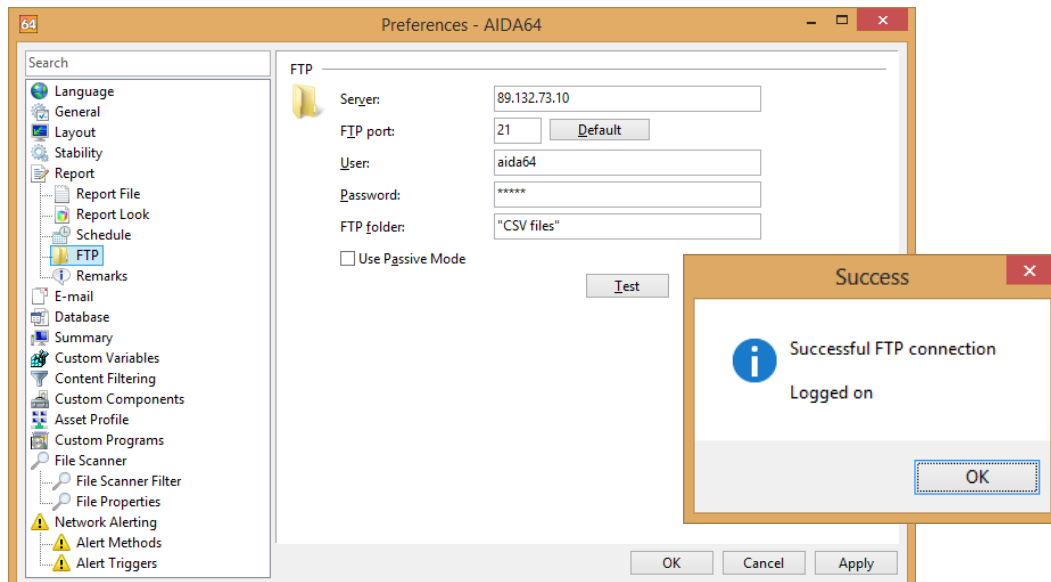 64
Preferences - AIDA64
Search
Language
General
Layout
Stability
Report
Report File
Report Look
Schedule
FTP
Remarks
E-mail
Database
Summary
Custom Variables
Content Filtering
Custom Components
Asset Profile
Custom Programs
File Scanner
File Scanner Filter
File Properties
Network Alerting
Alert Methods
Alert Triggers
FTP
Server: 89.132.73.10
FTP port: 21 Default
User: aida64
Password: *****
FTP folder: "CSV files"
Use Passive Mode
Test
OK Cancel Apply
Success
Successful FTP connection
Logged on
OK